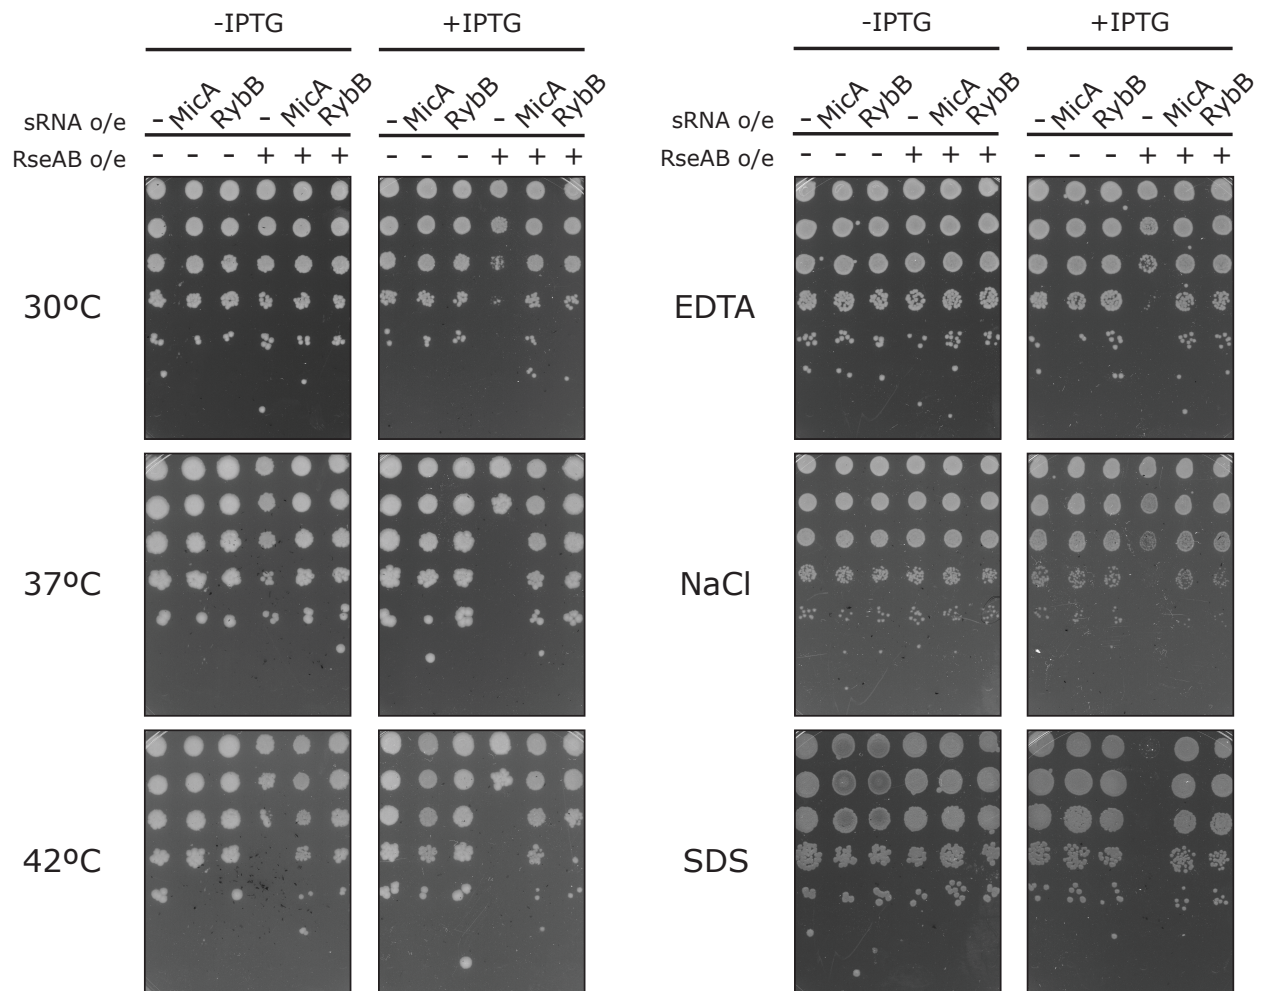 -IPTG +IPTG -IPTG +IPTG
sRNA o/e - MicA RybB - MicA RybB - MicA RybB - MicA RybB sRNA o/e - MicA RybB - MicA RybB - MicA RybB - MicA RybB
RseAB o/e - - - + + + - - - + + + RseAB o/e - - - + + + - - - + + +
30ºC EDTA
37ºC NaCl
42ºC SDS